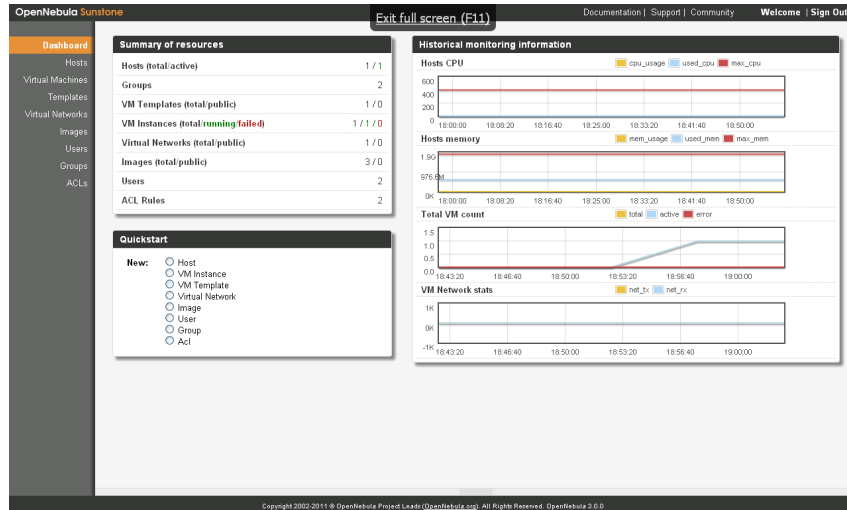 OpenNebula Sunstone
Exit full screen (F11)
Documentation | Support | Community
Welcome | Sign Out
Dashboard
Hosts
Virtual Machines
Templates
Virtual Networks
Images
Users
Groups
ACLs
Summary of resources
Hosts (total/active) 1 / 1
Groups 2
VM Templates (total/public) 1 / 0
VM Instances (total/running/failed) 1 / 1 / 0
Virtual Networks (total/public) 1 / 0
Images (total/public) 3 / 0
Users 2
ACL Rules 2
Quickstart
New:
Host
VM Instance
VM Template
Virtual Network
Image
User
Group
Acl
Historical monitoring information
Hosts CPU cpu_usage used_cpu max_cpu
600
400
200
0
18:00:00 18:08:20 18:16:40 18:25:00 18:33:20 18:41:40 18:50:00
Hosts memory mem_usage used_mem max_mem
1.9G
976.6M
0K
18:00:00 18:08:20 18:16:40 18:25:00 18:33:20 18:41:40 18:50:00
Total VM count total active error
1.5
1.0
0.5
0.0
18:43:20 18:46:40 18:50:00 18:53:20 18:56:40 19:00:00
VM Network stats net_tx net_rx
1K
0K
-1K
18:43:20 18:46:40 18:50:00 18:53:20 18:56:40 19:00:00
Copyright 2002-2011 © OpenNebula Project Leads (OpenNebula.org). All Rights Reserved. OpenNebula 3.0.0